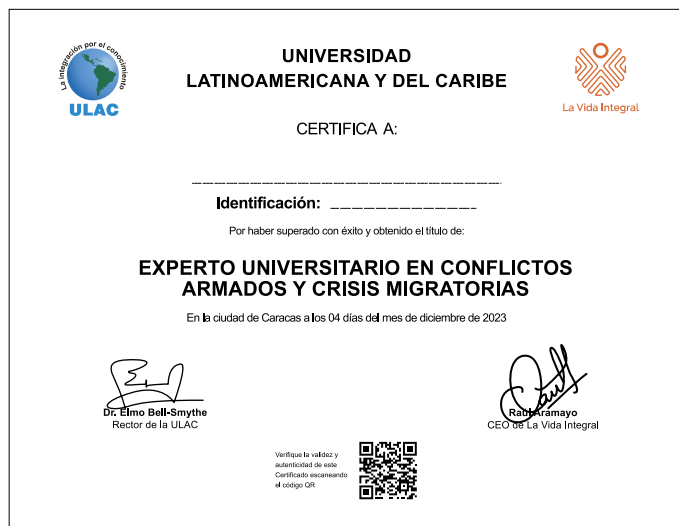 La integración por el conocimiento
ULAC
UNIVERSIDAD
LATINOAMERICANA Y DEL CARIBE
La Vida Integral
CERTIFICA A:
Identificación:
Por haber superado con éxito y obtenido el título de:
EXPERTO UNIVERSITARIO EN CONFLICTOS
ARMADOS Y CRISIS MIGRATORIAS
En la ciudad de Caracas a los 04 días del mes de diciembre de 2023
Dr. Elmo Bell-Smythe
Rector de la ULAC
Raúl Aramayo
CEO de La Vida Integral
Verifique la validez y
autenticidad de este
Certificado escaneando
el código QR